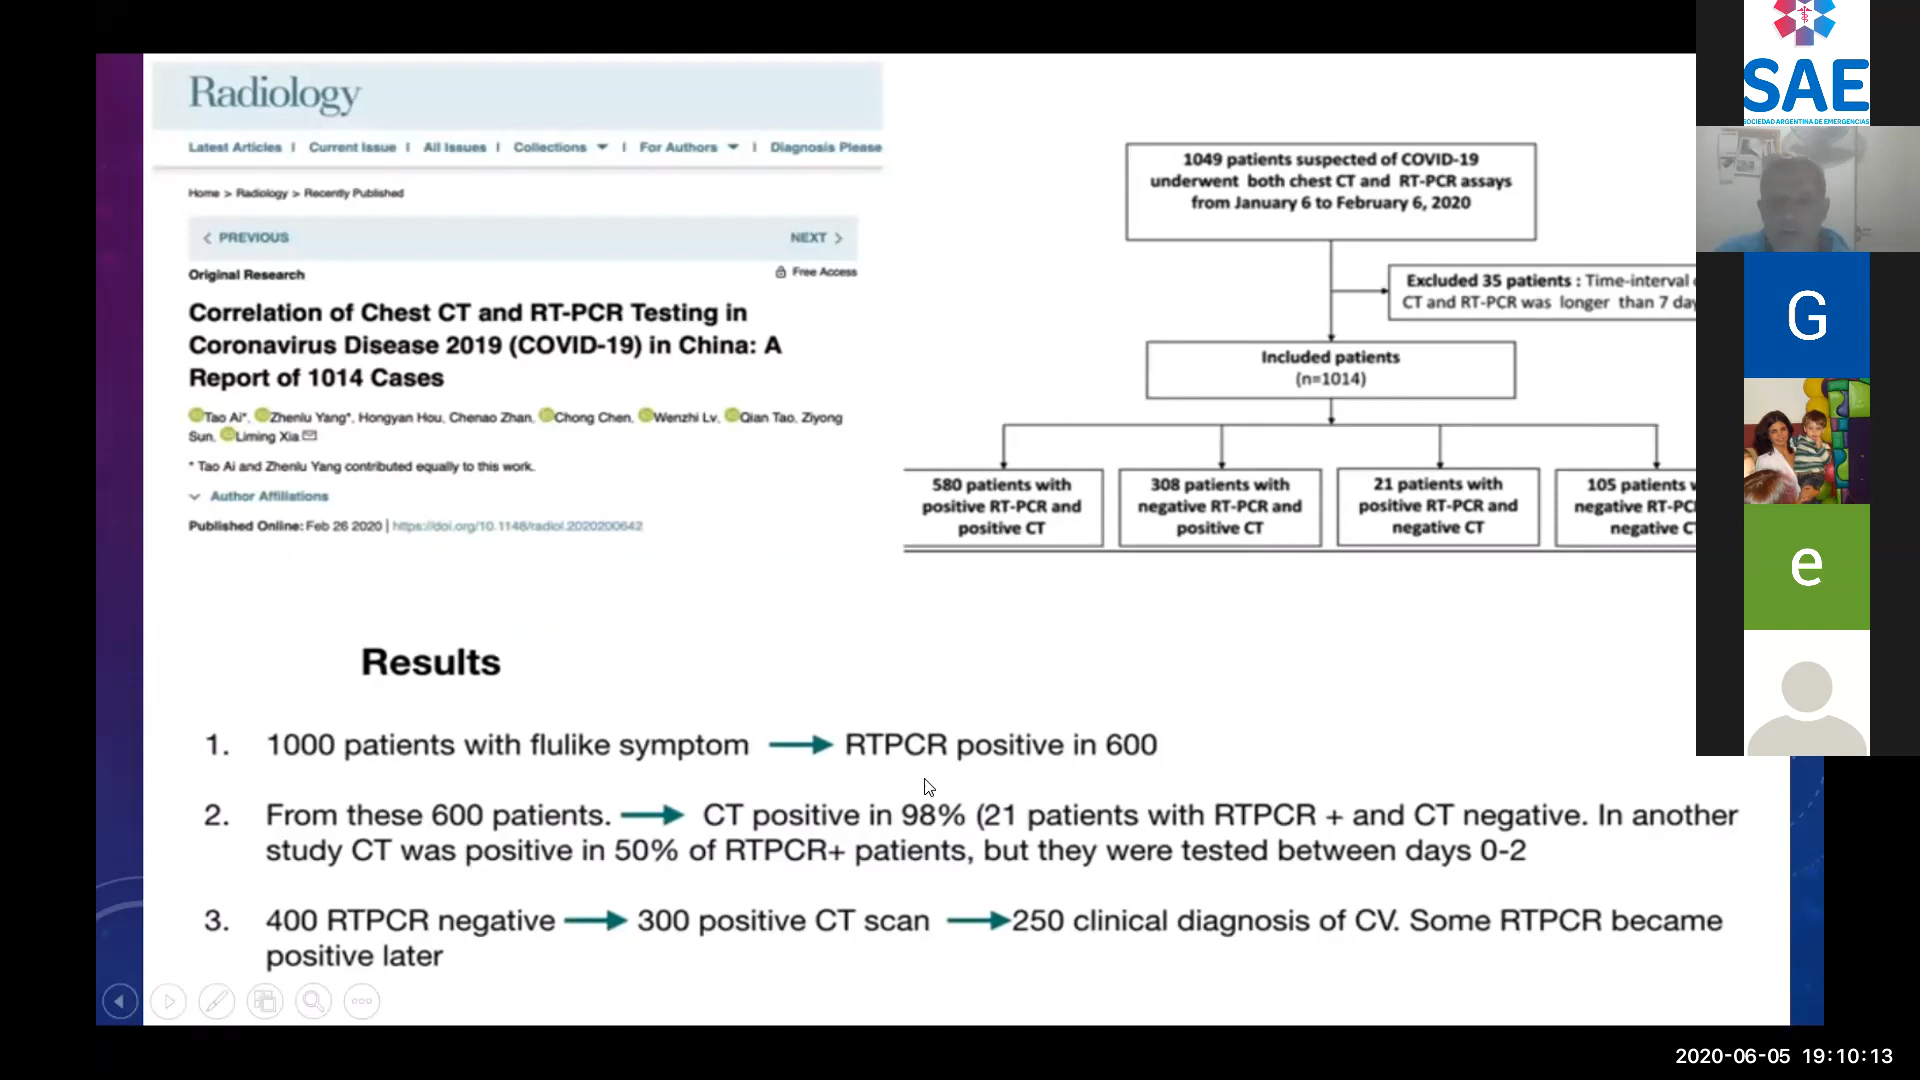 Radiology
Latest Articles | Current Issue | All Issues | Collections | For Authors | Diagnosis Please
Home > Radiology > Recently Published
PREVIOUS
NEXT
Original Research
Free Access
Correlation of Chest CT and RT-PCR Testing in
Coronavirus Disease 2019 (COVID-19) in China: A
Report of 1014 Cases
Tao Ai*, Zhenlu Yang*, Hongyan Hou, Chenao Zhan, Chong Chen, Wenzhi Lv, Qian Tao, Ziyong
Sun, Liming Xia
* Tao Ai and Zhenlu Yang contributed equally to this work.
Author Affiliations
Published Online: Feb 26 2020 | https://doi.org/10.1148/radiol.2020200642
1049 patients suspected of COVID-19
underwent both chest CT and RT-PCR assays
from January 6 to February 6, 2020
Excluded 35 patients : Time-interval
CT and RT-PCR was longer than 7
Included patients
(n=1014)
580 patients with
positive RT-PCR and
positive CT
308 patients with
negative RT-PCR and
positive CT
21 patients with
positive RT-PCR and
negative CT
105 patients
negative
negative
Results
1. 1000 patients with flulike symptom RTPCR positive in 600
2. From these 600 patients. CT positive in 98% (21 patients with RTPCR + and CT negative. In another
study CT was positive in 50% of RTPCR+ patients, but they were tested between days 0-2
3. 400 RTPCR negative 300 positive CT scan 250 clinical diagnosis of CV. Some RTPCR became
positive later
SAE
SOCIEDAD ARGENTINA DE EMERGENCIAS
G
e
2020-06-05 19:10:13